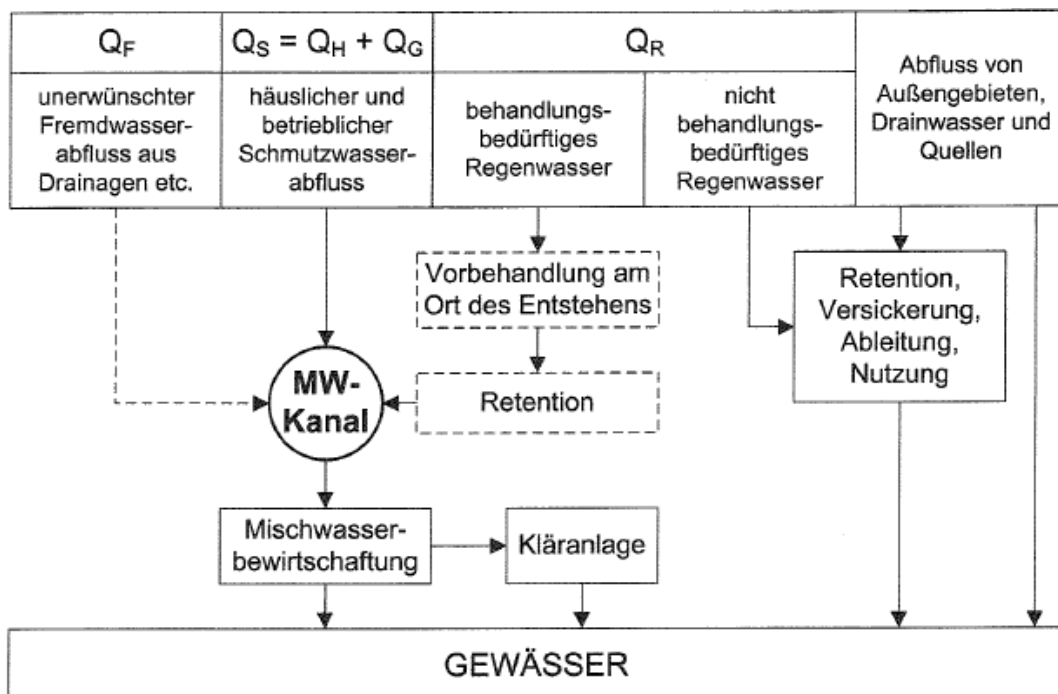 Q_F
Q_S = Q_H + Q_G
Q_R
Abfluss von
Außengebieten,
Drainwasser und
Quellen
unerwünschter
Fremdwasser-
abfluss aus
Drainagen etc.
häuslicher und
betrieblicher
Schmutzwasser-
abfluss
behandlungs-
bedürftiges
Regenwasser
nicht
behandlungs-
bedürftiges
Regenwasser
Vorbehandlung am
Ort des Entstehens
Retention,
Versickerung,
Ableitung,
Nutzung
MW-
Kanal
Retention
Mischwasser-
bewirtschaftung
Kläranlage
GEWÄSSER